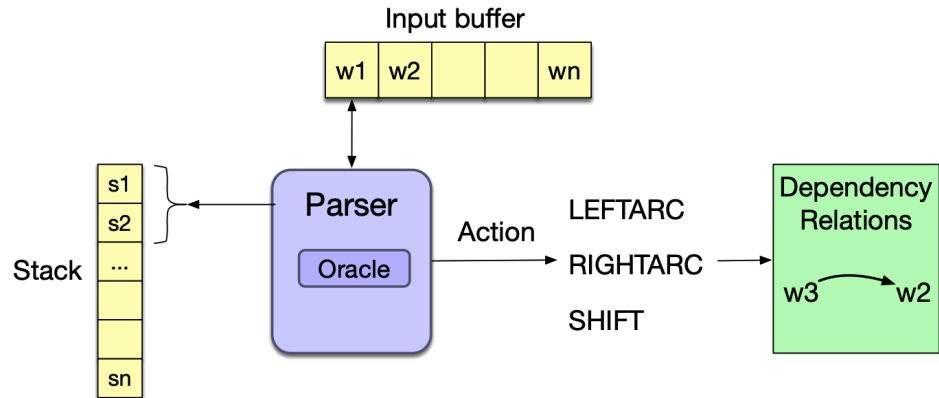 Input buffer
w1 w2 wn
s1
s2
...
sn
Stack
Parser
Oracle
Action
LEFTARC
RIGHTARC
SHIFT
Dependency
Relations
w3 w2